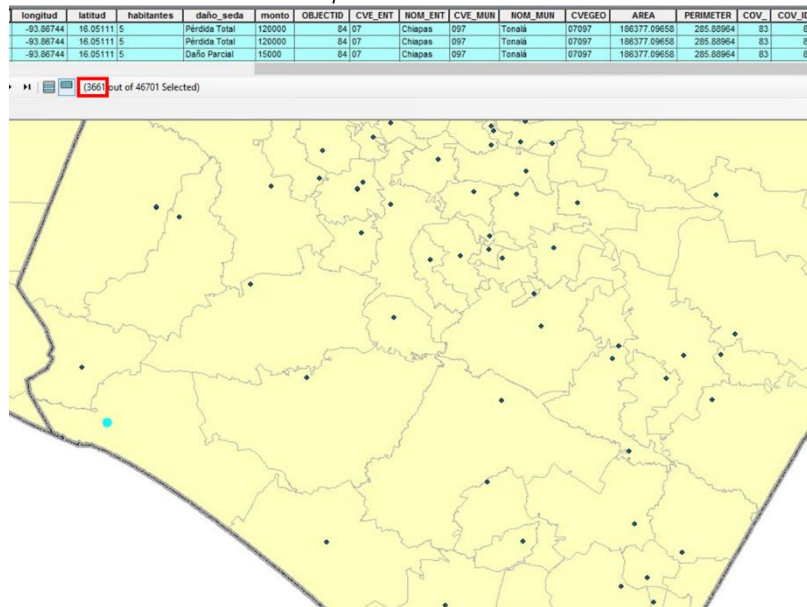 longitud latitud habitantes daño_seda monto OBJECTID CVE_ENT NOM_ENT CVE_MUN NOM_MUN CVEGEO AREA PERIMETER COV_ COV_
-93.86744 16.05111 5 Pérdida Total 120000 84 07 Chiapas 097 Tonalá 07097 186377.09658 285.88964 83
-93.86744 16.05111 5 Pérdida Total 120000 84 07 Chiapas 097 Tonalá 07097 186377.09658 285.88964 83
-93.86744 16.05111 5 Daño Parcial 15000 84 07 Chiapas 097 Tonalá 07097 186377.09658 285.88964 83
(3661 out of 46701 Selected)